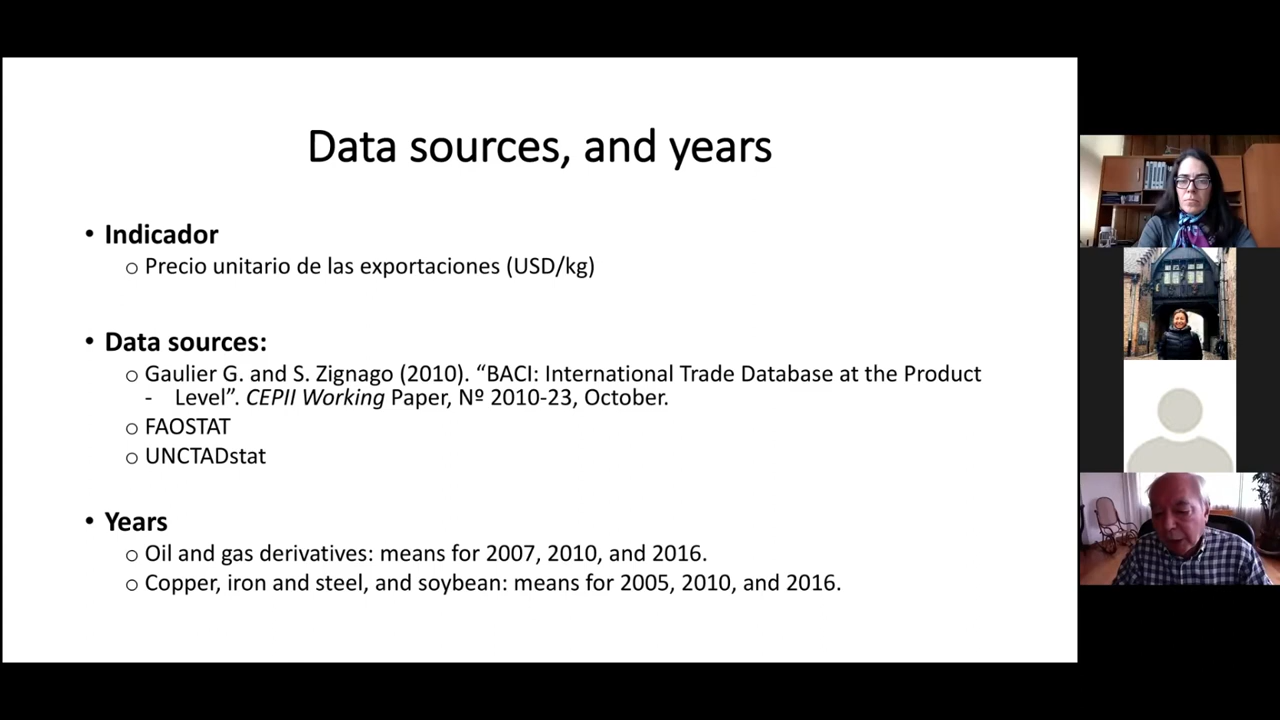 Data sources, and years
• Indicador
o Precio unitario de las exportaciones (USD/kg)
• Data sources:
o Gaulier G. and S. Zignago (2010). “BACI: International Trade Database at the Product
- Level”. CEPII Working Paper, Nº 2010-23, October.
o FAOSTAT
o UNCTADstat
• Years
o Oil and gas derivatives: means for 2007, 2010, and 2016.
o Copper, iron and steel, and soybean: means for 2005, 2010, and 2016.